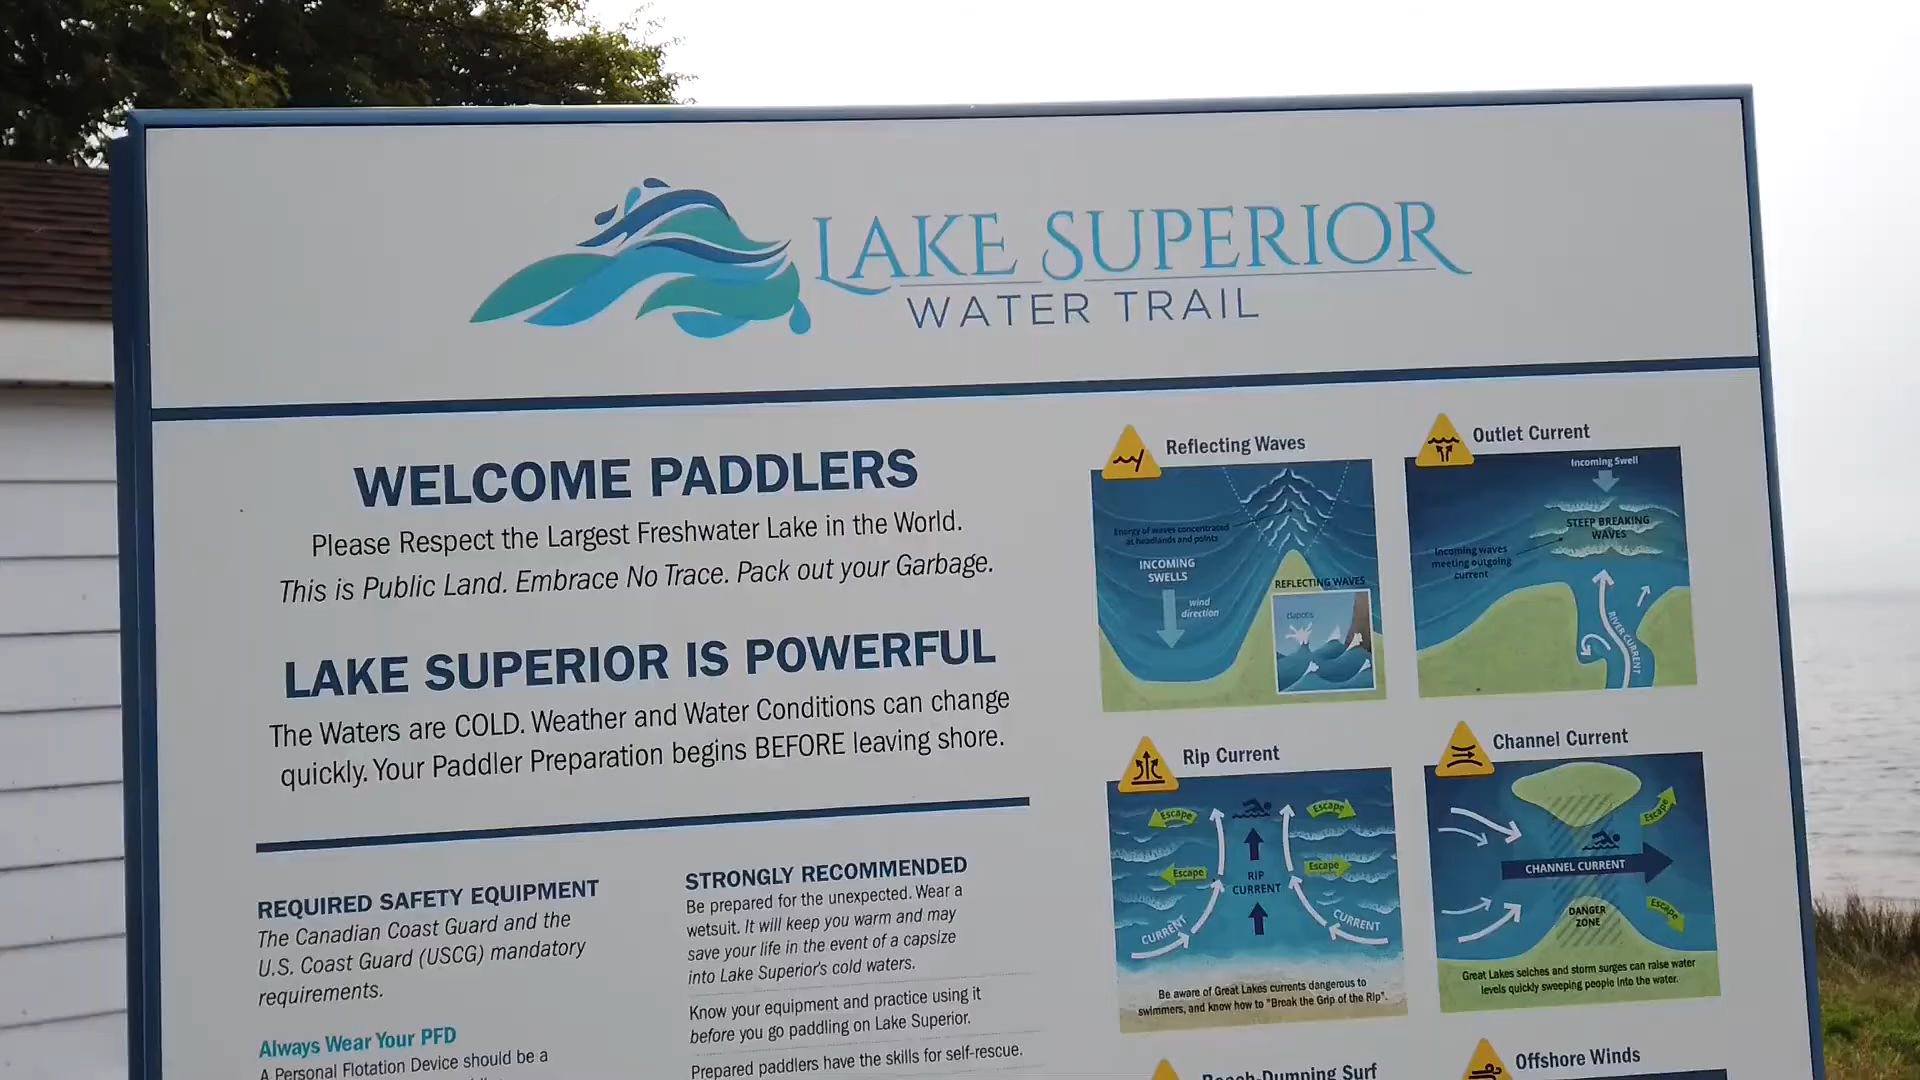 LAKE SUPERIOR
WATER TRAIL
WELCOME PADDLERS
Please Respect the Largest Freshwater Lake in the World.
This is Public Land. Embrace No Trace. Pack out your Garbage.
LAKE SUPERIOR IS POWERFUL
The Waters are COLD. Weather and Water Conditions can change
quickly. Your Paddler Preparation begins BEFORE leaving shore.
REQUIRED SAFETY EQUIPMENT
The Canadian Coast Guard and the
U.S. Coast Guard (USCG) mandatory
requirements.
Always Wear Your PFD
A Personal Flotation Device should be a
STRONGLY RECOMMENDED
Be prepared for the unexpected. Wear a
wetsuit. It will keep you warm and may
save your life in the event of a capsize
into Lake Superior's cold waters.
Know your equipment and practice using it
before you go paddling on Lake Superior.
Prepared paddlers have the skills for self-rescue.
Reflecting Waves
Energy of waves concentrated
at headlands and points
INCOMING
SWELLS
wind
direction
REFLECTING WAVES
clapotis
Outlet Current
Incoming Swell
STEEP BREAKING
WAVES
Incoming waves
meeting outgoing
current
RIVER CURRENT
Rip Current
Escape
Escape
Escape
Escape
RIP
CURRENT
CURRENT
CURRENT
Be aware of Great Lakes currents dangerous to
swimmers, and know how to "Break the Grip of the Rip".
Channel Current
Escape
CHANNEL CURRENT
Escape
DANGER
ZONE
Great Lakes seiches and storm surges can raise water
levels quickly sweeping people into the water.
Beach-Dumping Surf
Offshore Winds